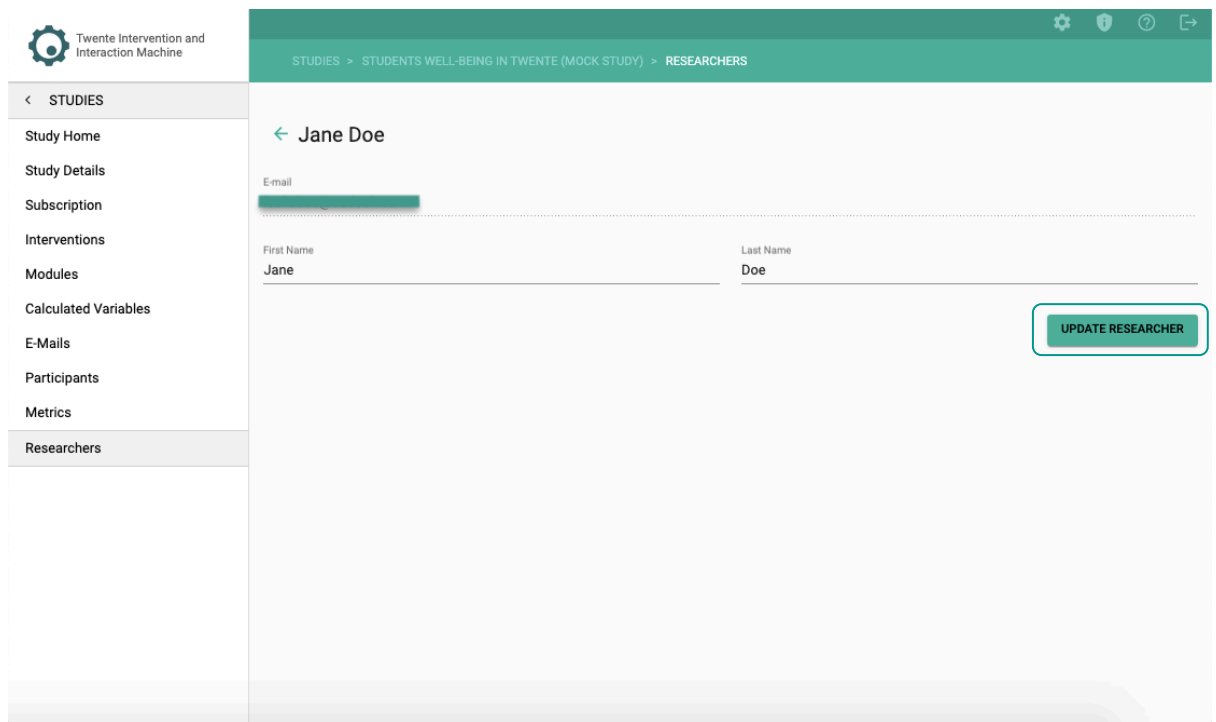 Twente Intervention and
Interaction Machine
STUDIES > STUDENTS WELL-BEING IN TWENTE (MOCK STUDY) > RESEARCHERS
< STUDIES
Study Home
Study Details
Subscription
Interventions
Modules
Calculated Variables
E-Mails
Participants
Metrics
Researchers
← Jane Doe
E-mail
First Name
Jane
Last Name
Doe
UPDATE RESEARCHER